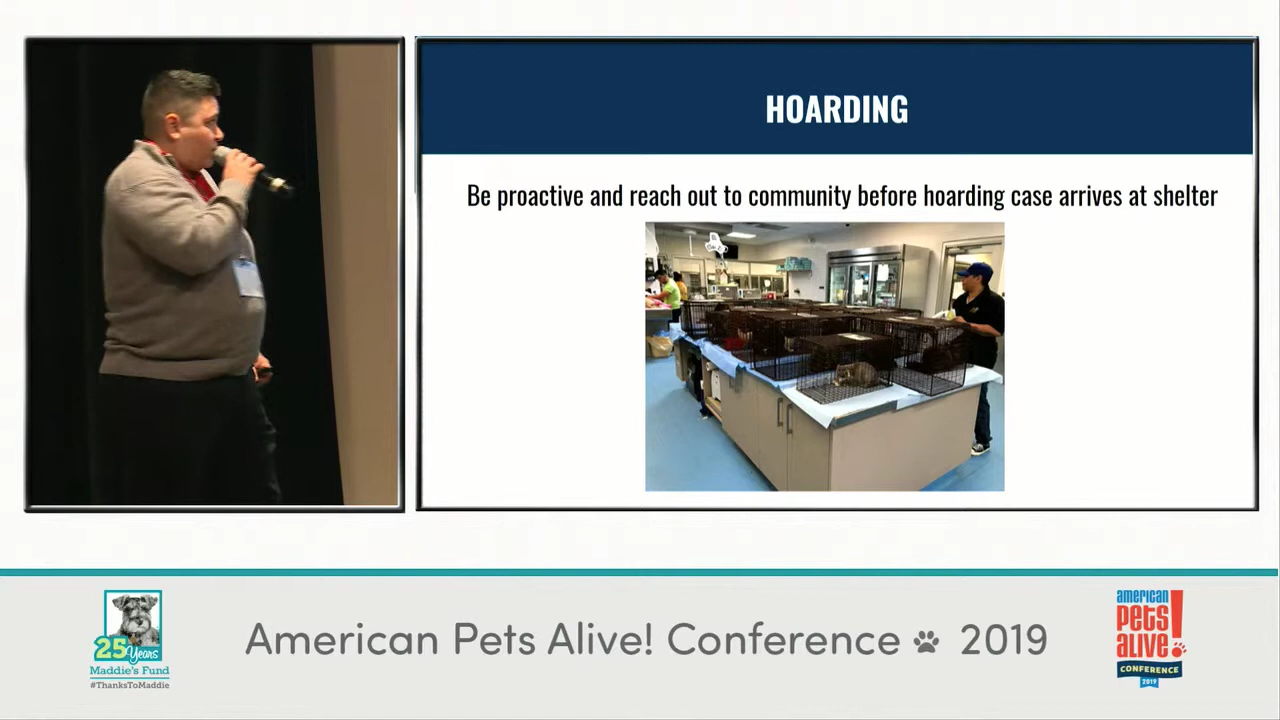 HOARDING
Be proactive and reach out to community before hoarding case arrives at shelter
25 Years
Maddie's Fund
#ThanksToMaddie
American Pets Alive! Conference 2019
american
pets
alive!
CONFERENCE
2019